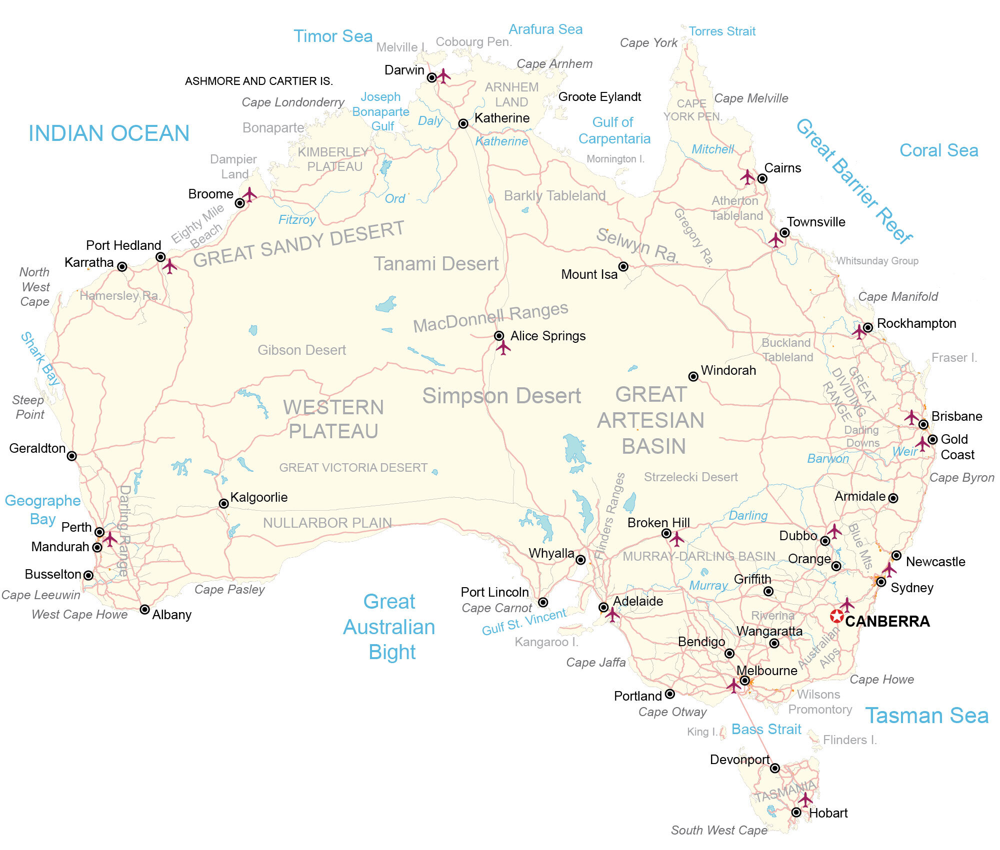 Timor Sea
Arafura Sea
Torres Strait
Melville I.
Cobourg Pen.
Cape York
Darwin
Cape Arnhem
ASHMORE AND CARTIER IS.
ARNHEM
LAND
Groote Eylandt
Cape Melville
Cape Londonderry
Joseph
Bonaparte
Gulf
CAPE
YORK PEN.
INDIAN OCEAN
Bonaparte
Daly
Katherine
Katherine
Gulf of
Carpentaria
Great Barrier Reef
Coral Sea
Mitchell
KIMBERLEY
PLATEAU
Dampier
Land
Mornington I.
Cairns
Broome
Ord
Barkly Tableland
Atherton
Tableland
Eighty Mile
Beach
Fitzroy
Gregory Ra.
Townsville
GREAT SANDY DESERT
Selwyn Ra.
Port Hedland
Karratha
Tanami Desert
Mount Isa
Whitsunday Group
North
West
Cape
Hamersley Ra.
Cape Manifold
MacDonnell Ranges
Rockhampton
Alice Springs
Shark Bay
Gibson Desert
Buckland
Tableland
Fraser I.
Windorah
GREAT
DIVIDING
RANGE
Steep
Point
WESTERN
PLATEAU
Simpson Desert
GREAT
ARTESIAN
BASIN
Brisbane
Darling
Downs
Gold
Coast
Geraldton
Weir
Barwon
GREAT VICTORIA DESERT
Strzelecki Desert
Cape Byron
Geographe
Bay
Darling Range
Kalgoorlie
Flinders Ranges
Armidale
Perth
NULLARBOR PLAIN
Broken Hill
Darling
Dubbo
Blue Mts.
Mandurah
Whyalla
MURRAY-DARLING BASIN
Orange
Newcastle
Busselton
Cape Pasley
Murray
Griffith
Sydney
Cape Leeuwin
West Cape Howe
Albany
Great
Australian
Bight
Port Lincoln
Cape Carnot
Gulf St. Vincent
Adelaide
Riverina
CANBERRA
Kangaroo I.
Bendigo
Wangaratta
Australian
Alps
Cape Jaffa
Melbourne
Cape Howe
Portland
Cape Otway
Wilsons
Promontory
Tasman Sea
King I.
Bass Strait
Flinders I.
Devonport
TASMANIA
Hobart
South West Cape